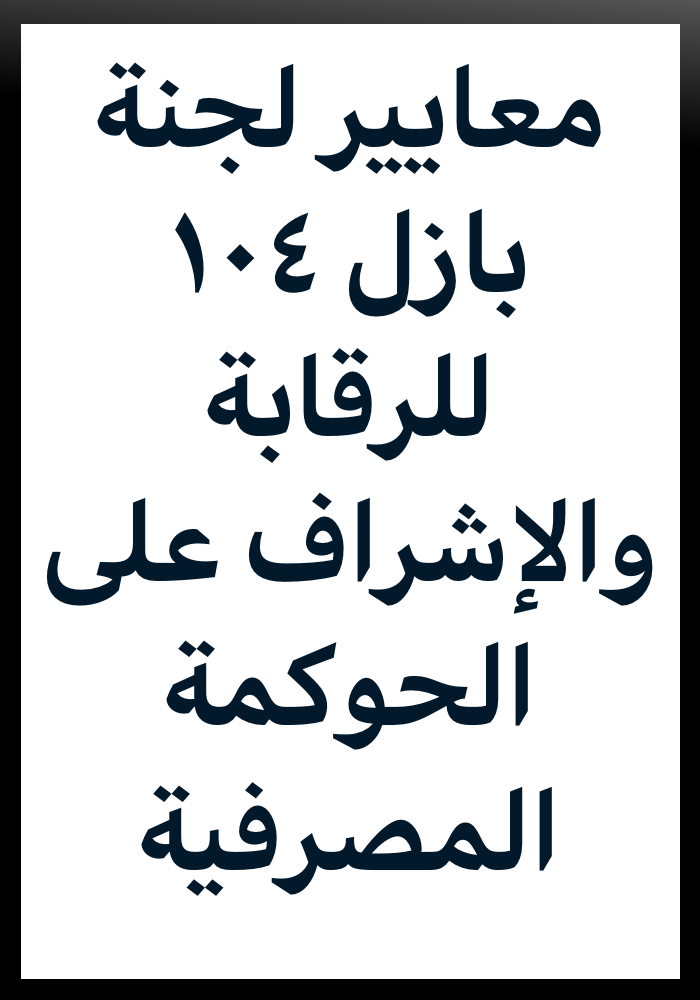 معايير لجنة
بازل ١٠٤
للرقابة
والإشراف على
الحوكمة
المصرفية